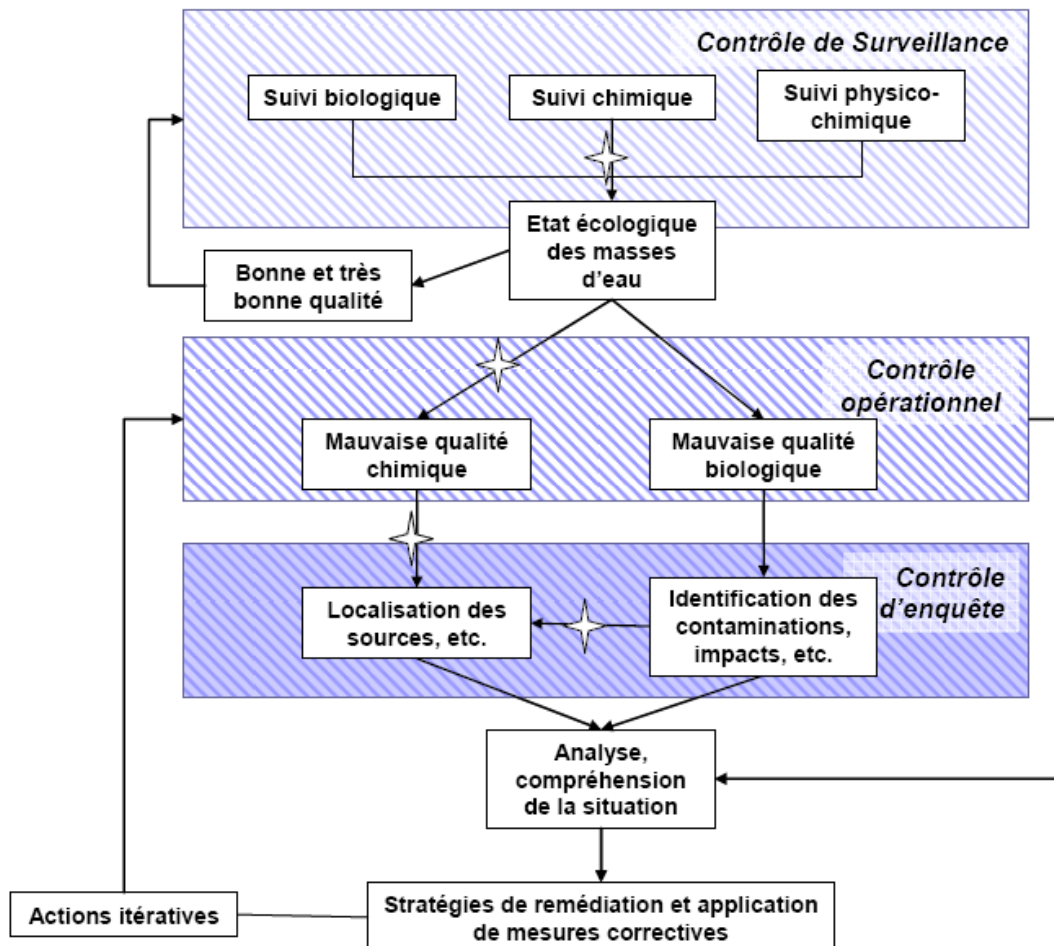 Contrôle de Surveillance
Suivi biologique
Suivi chimique
Suivi physico-
chimique
Etat écologique
des masses
d'eau
Bonne et très
bonne qualité
Contrôle
opérationnel
Mauvaise qualité
chimique
Mauvaise qualité
biologique
Contrôle
d'enquête
Localisation des
sources, etc.
Identification des
contaminations,
impacts, etc.
Analyse,
compréhension
de la situation
Actions itératives
Stratégies de remédiation et application
de mesures correctives